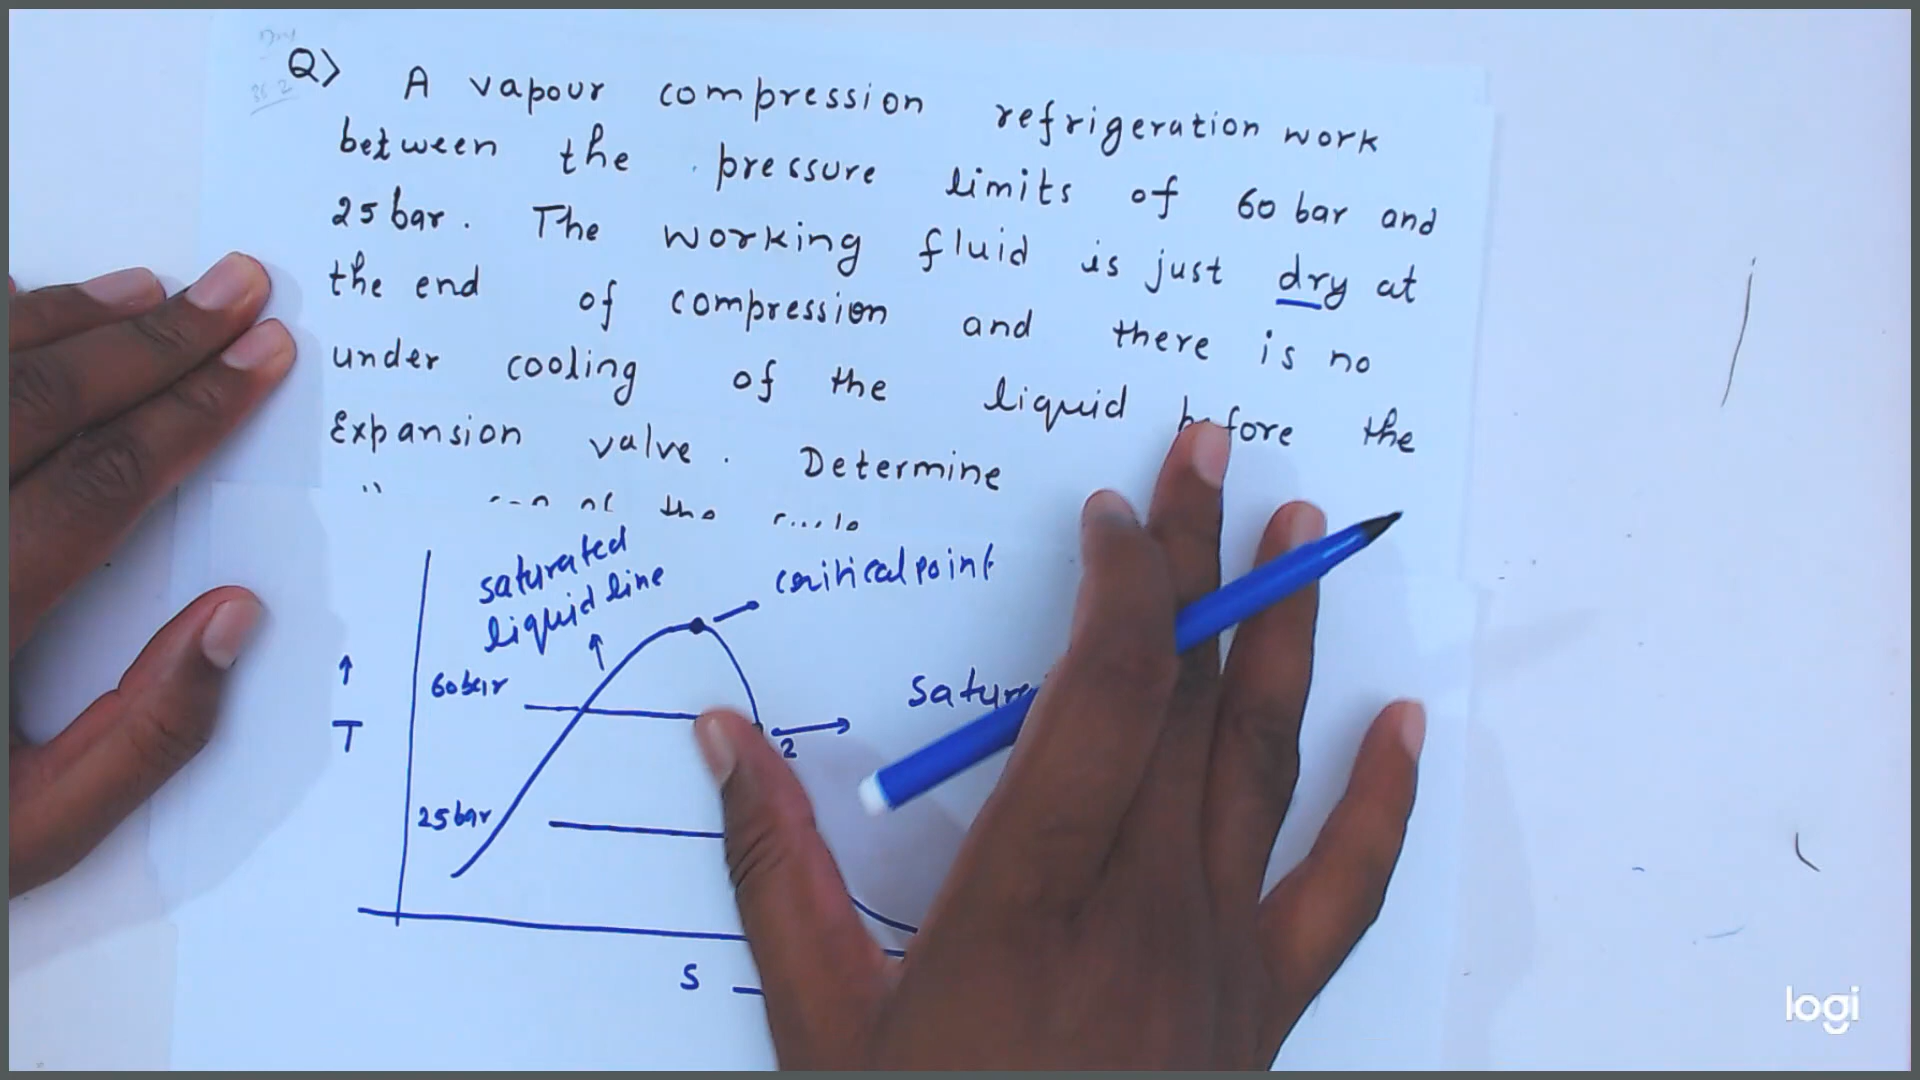 Q) A vapour compression refrigeration work
between the pressure limits of 60 bar and
25 bar. The working fluid is just dry at
the end of compression and there is no
under cooling of the liquid before the
Expansion valve. Determine
of the
saturated
liquid line
critical point
60 bar
2
T
25 bar
S
logi